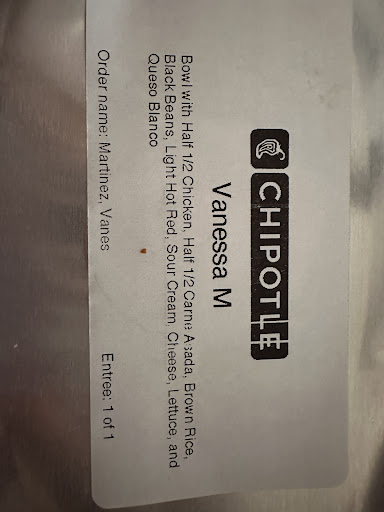 CHIPOTLE
Vanessa M
Bowl with Half 1/2 Chicken, Half 1/2 Carne Asada, Brown Rice,
Black Beans, Light Hot Red, Sour Cream, Cheese, Lettuce, and
Queso Blanco
Order name: Martinez, Vanes
Entree: 1 of 1